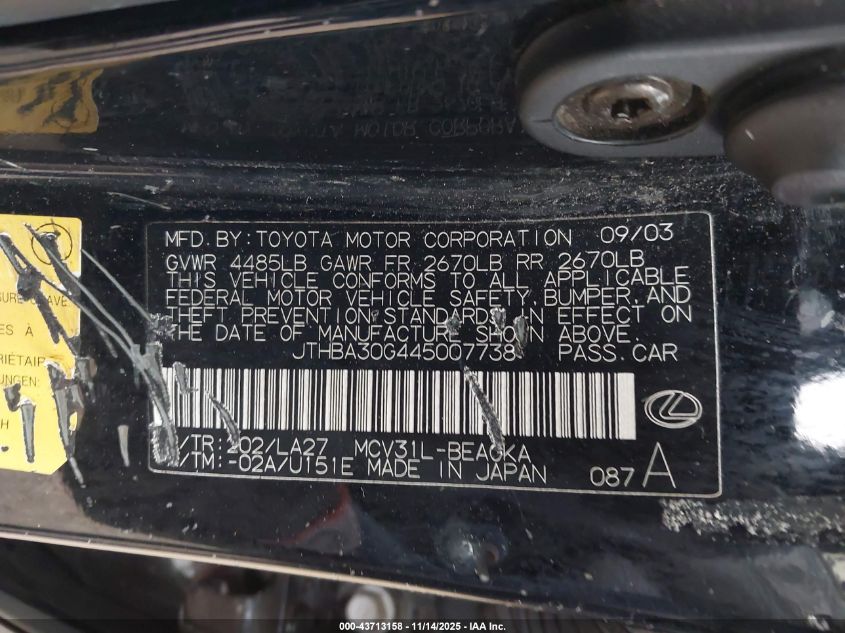 MFD. BY: TOYOTA MOTOR CORPORATION 09/03
GVWR 4485LB GAWR FR 2670LB RR 2670LB
THIS VEHICLE CONFORMS TO ALL APPLICABLE
FEDERAL MOTOR VEHICLE SAFETY, BUMPER, AND
THEFT PREVENTION STANDARDS IN EFFECT ON
THE DATE OF MANUFACTURE SHOWN ABOVE.
JTHBA30G445007738 PASS. CAR
/TR: 202/LA27 MCV31L-BEAGKA
/TM: -02A/U151E MADE IN JAPAN
087 A
ES À
UNGEN:
H
000-43713158 - 11/14/2025 - IAA Inc.